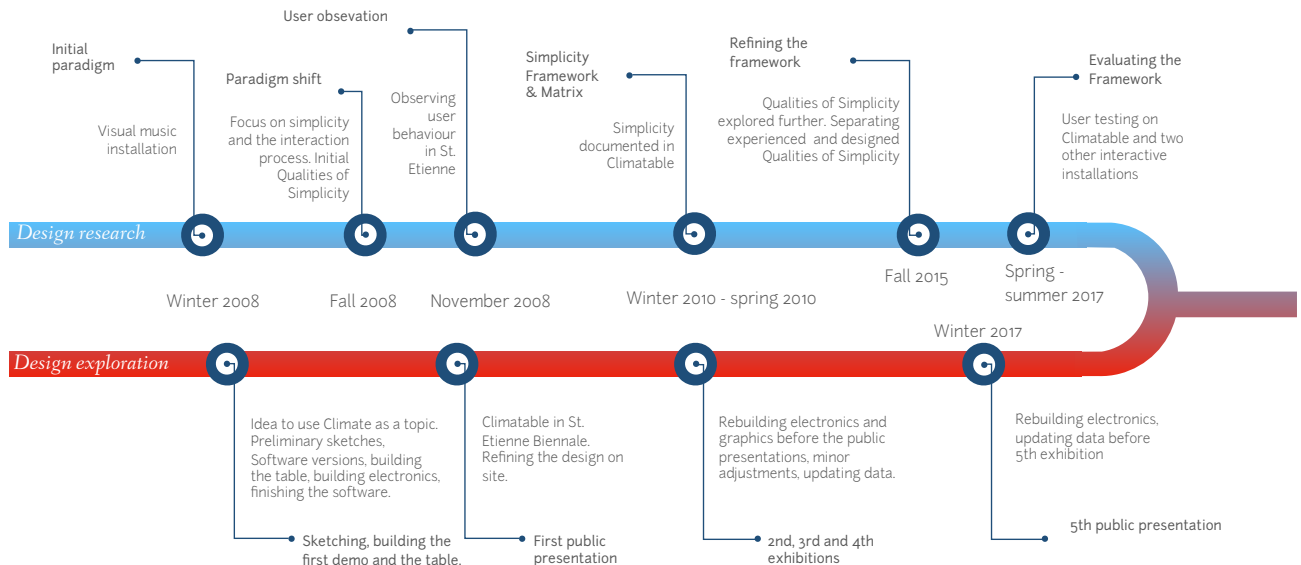 User obsevation
Initial
paradigm
Visual music
installation
Paradigm shift
Focus on simplicity
and the interaction
process. Initial
Qualities of
Simplicity
Observing
user
behaviour
in St.
Etienne
Simplicity
Framework
& Matrix
Simplicity
documented in
Climatable
Refining the
framework
Qualities of Simplicity
explored further. Separating
experienced and designed
Qualities of Simplicity
Evaluating the
Framework
User testing on
Climatable and two
other interactive
installations
Design research
Winter 2008
Fall 2008
November 2008
Winter 2010 - spring 2010
Fall 2015
Spring -
summer 2017
Winter 2017
Design exploration
Idea to use Climate as a topic.
Preliminary sketches,
Software versions, building
the table, building electronics,
finishing the software.
Sketching, building the
first demo and the table.
Climatable in St.
Etienne Biennale.
Refining the design on
site.
First public
presentation
Rebuilding electronics and
graphics before the public
presentations, minor
adjustments, updating data.
2nd, 3rd and 4th
exhibitions
Rebuilding electronics,
updating data before
5th exhibition
5th public presentation